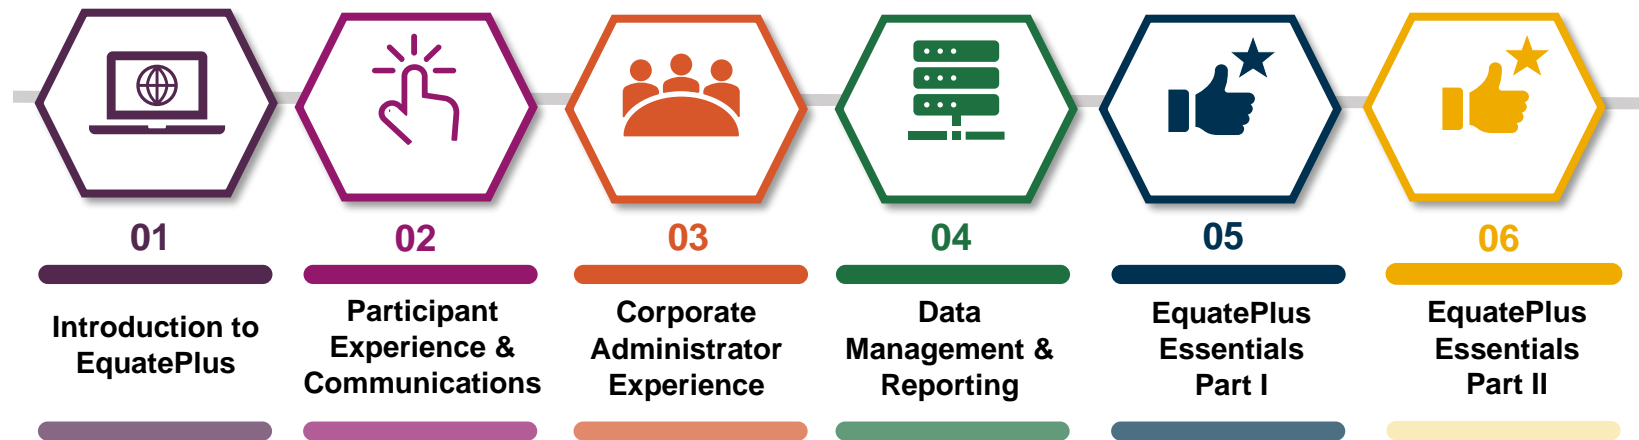 01
Introduction to
EquatePlus
02
Participant
Experience &
Communications
03
Corporate
Administrator
Experience
04
Data
Management &
Reporting
05
EquatePlus
Essentials
Part I
06
EquatePlus
Essentials
Part II